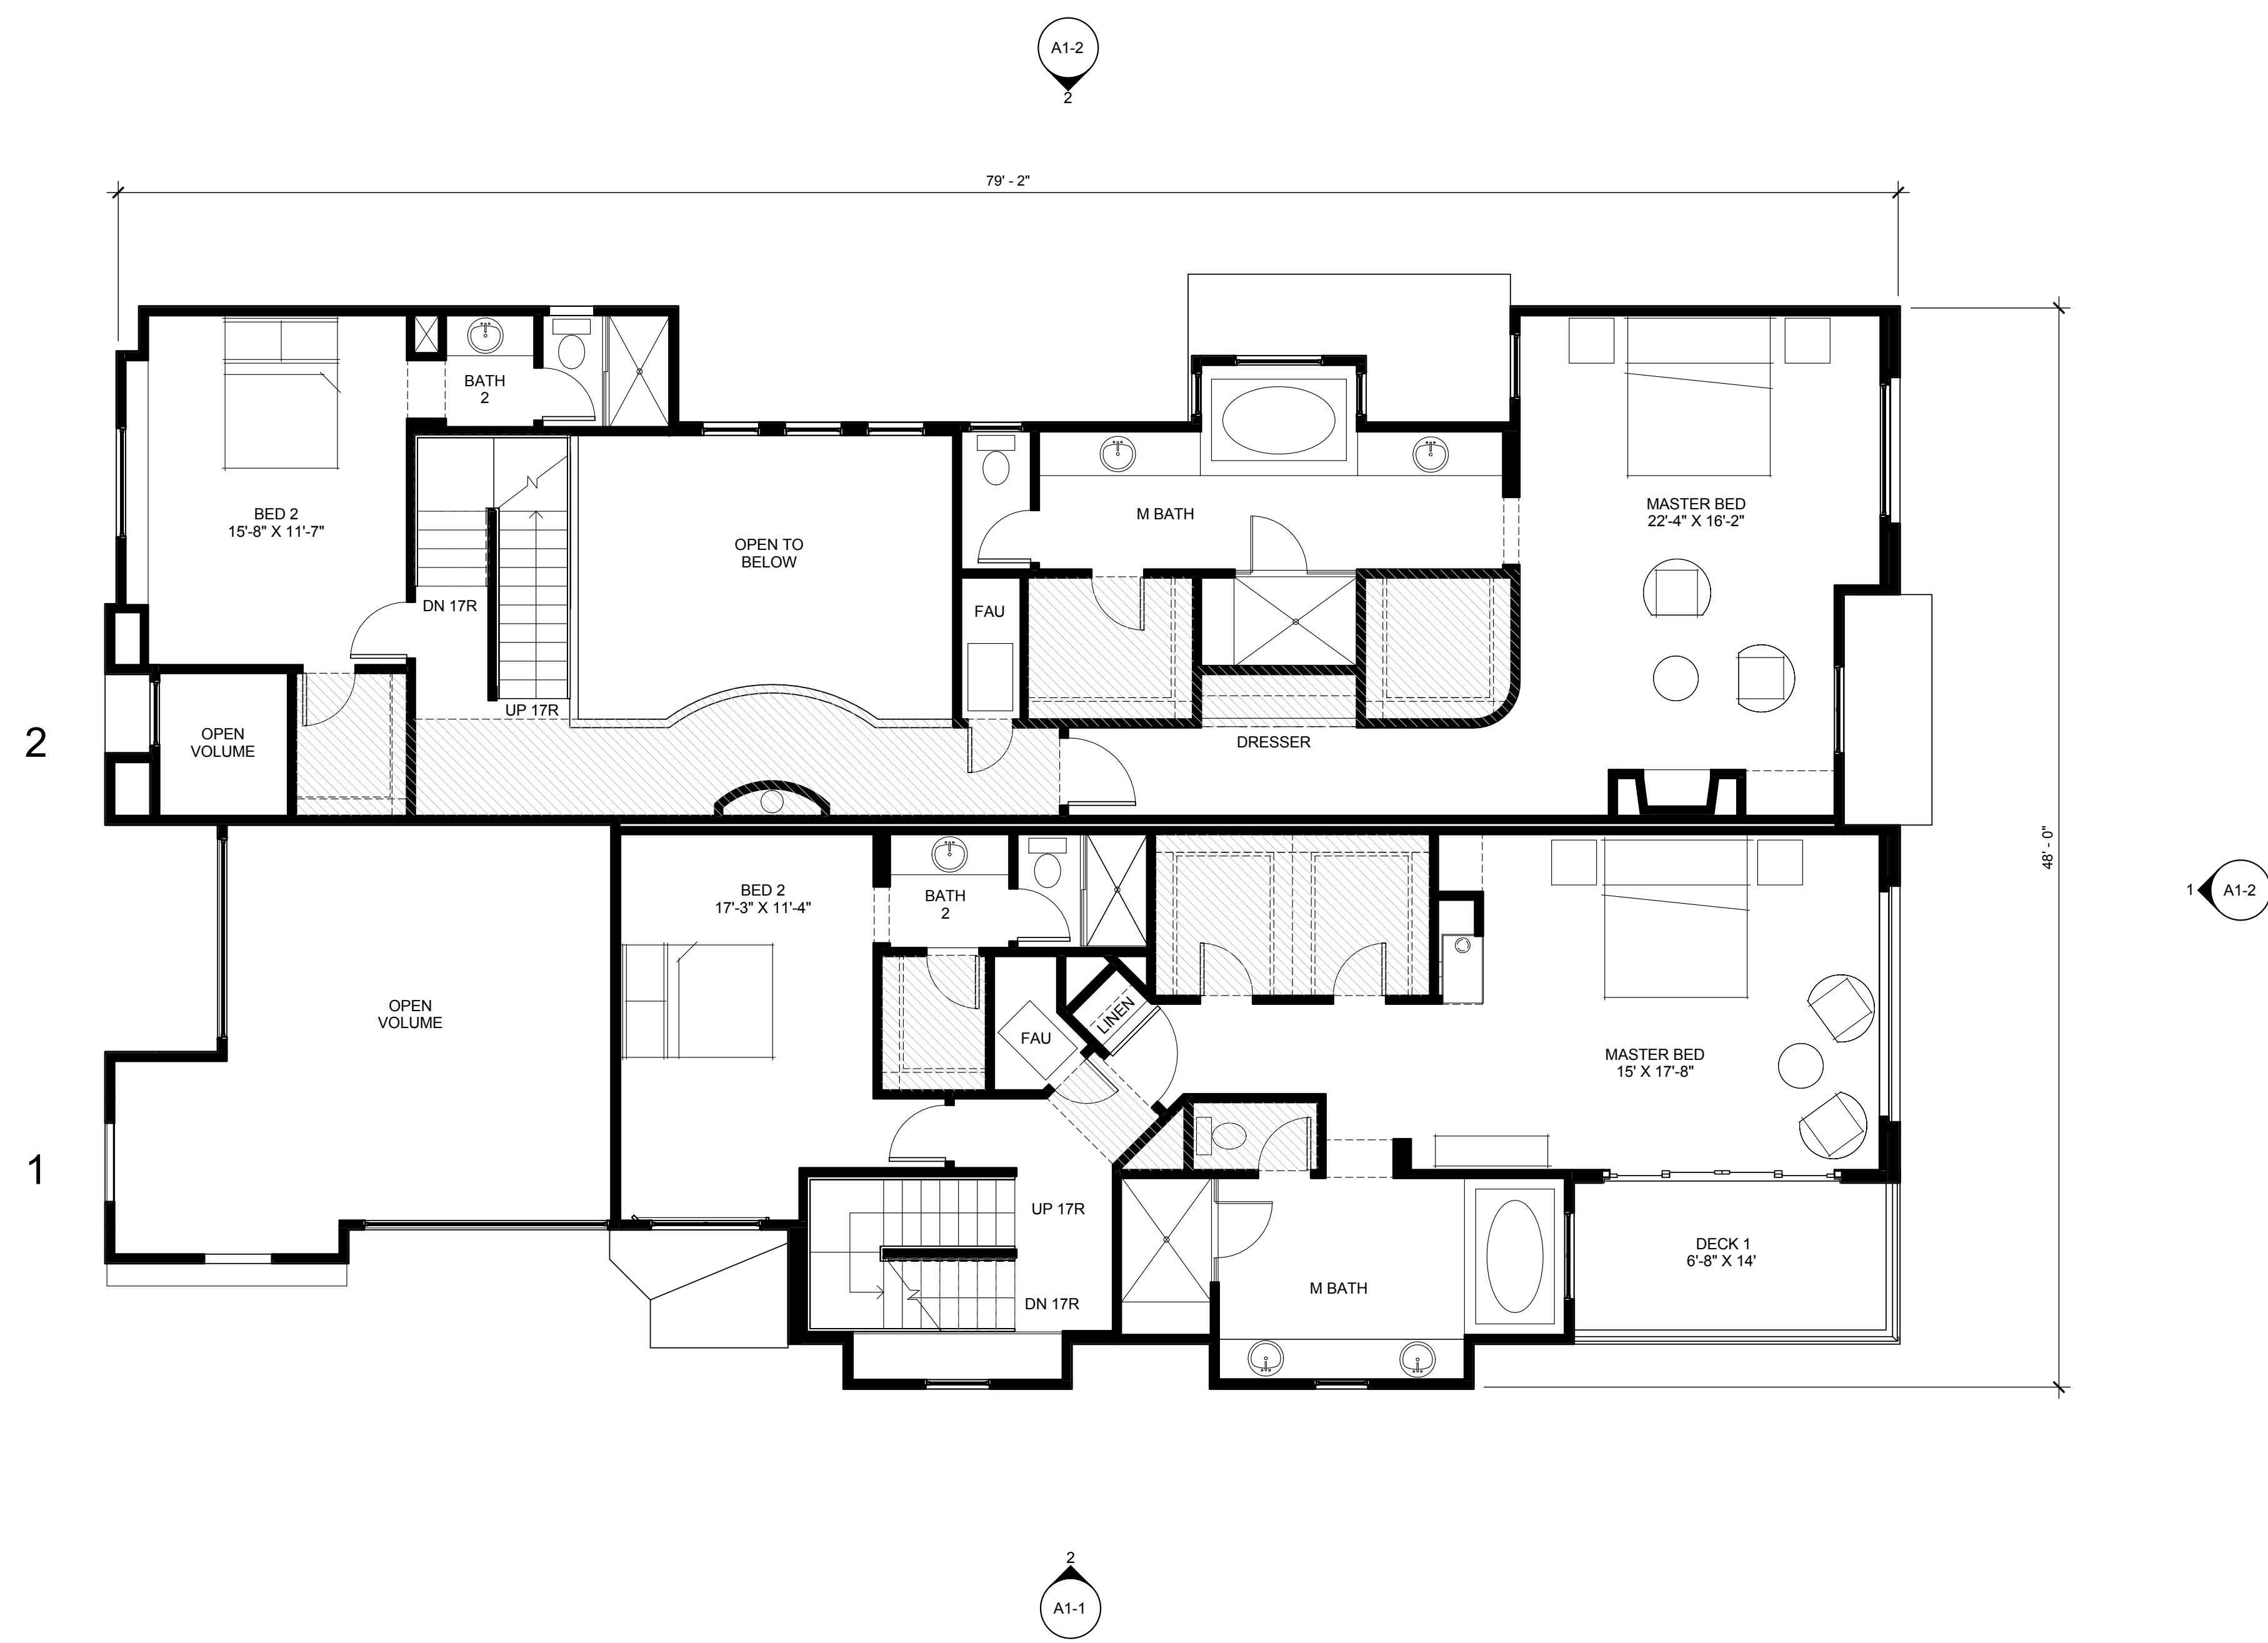 A1-2
2
79' - 2"
BATH
2
BED 2
15'-8" X 11'-7"
OPEN TO
BELOW
M BATH
MASTER BED
22'-4" X 16'-2"
DN 17R
FAU
UP 17R
2
OPEN
VOLUME
DRESSER
48' - 0"
BED 2
17'-3" X 11'-4"
BATH
2
1
A1-2
OPEN
VOLUME
LINEN
FAU
MASTER BED
15' X 17'-8"
1
UP 17R
DECK 1
6'-8" X 14'
M BATH
DN 17R
2
A1-1